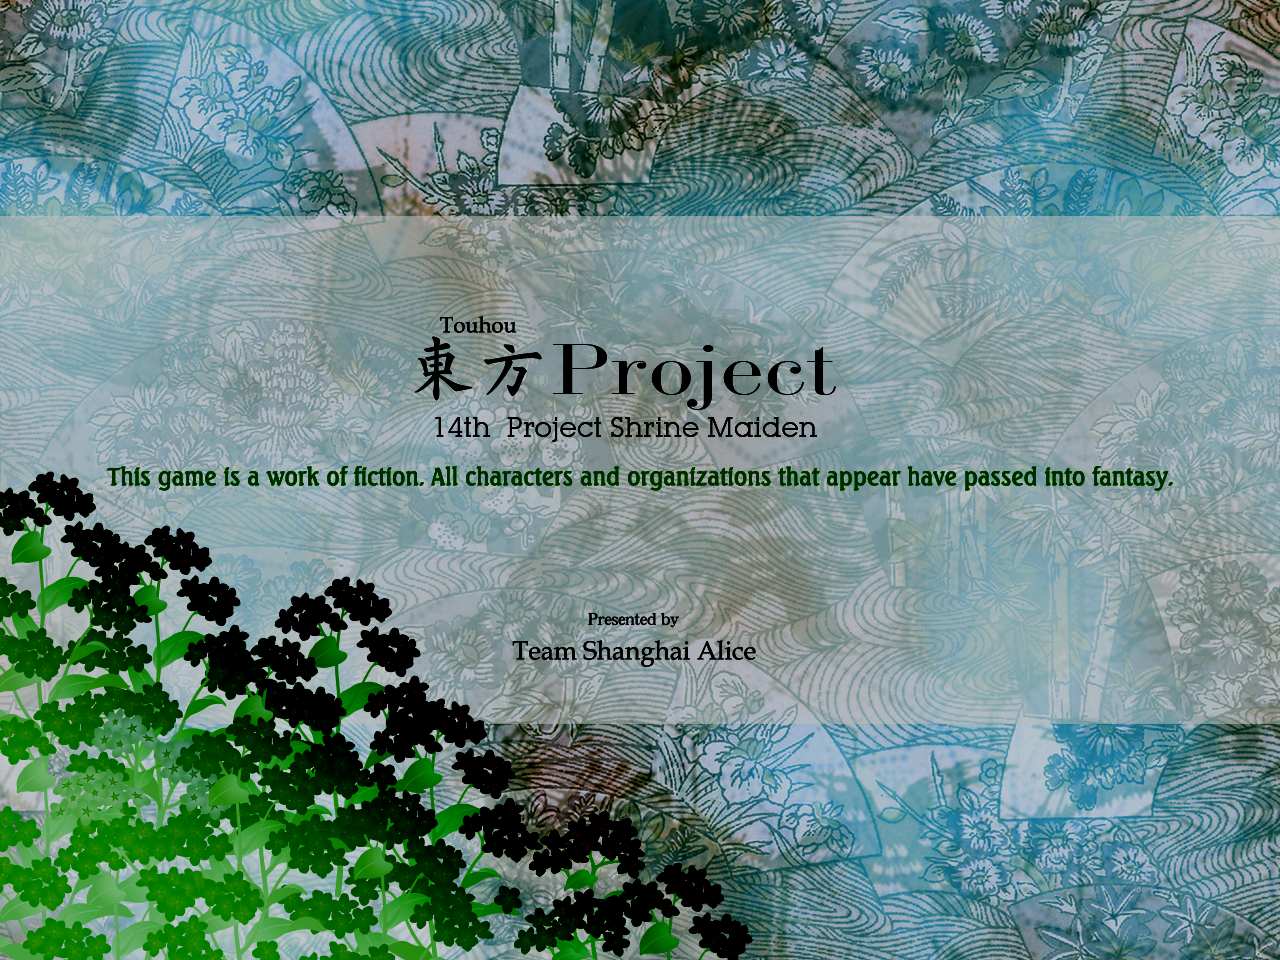 Touhou
東方Project
14th Project Shrine Maiden
This game is a work of fiction. All characters and organizations that appear have passed into fantasy.
Presented by
Team Shanghai Alice